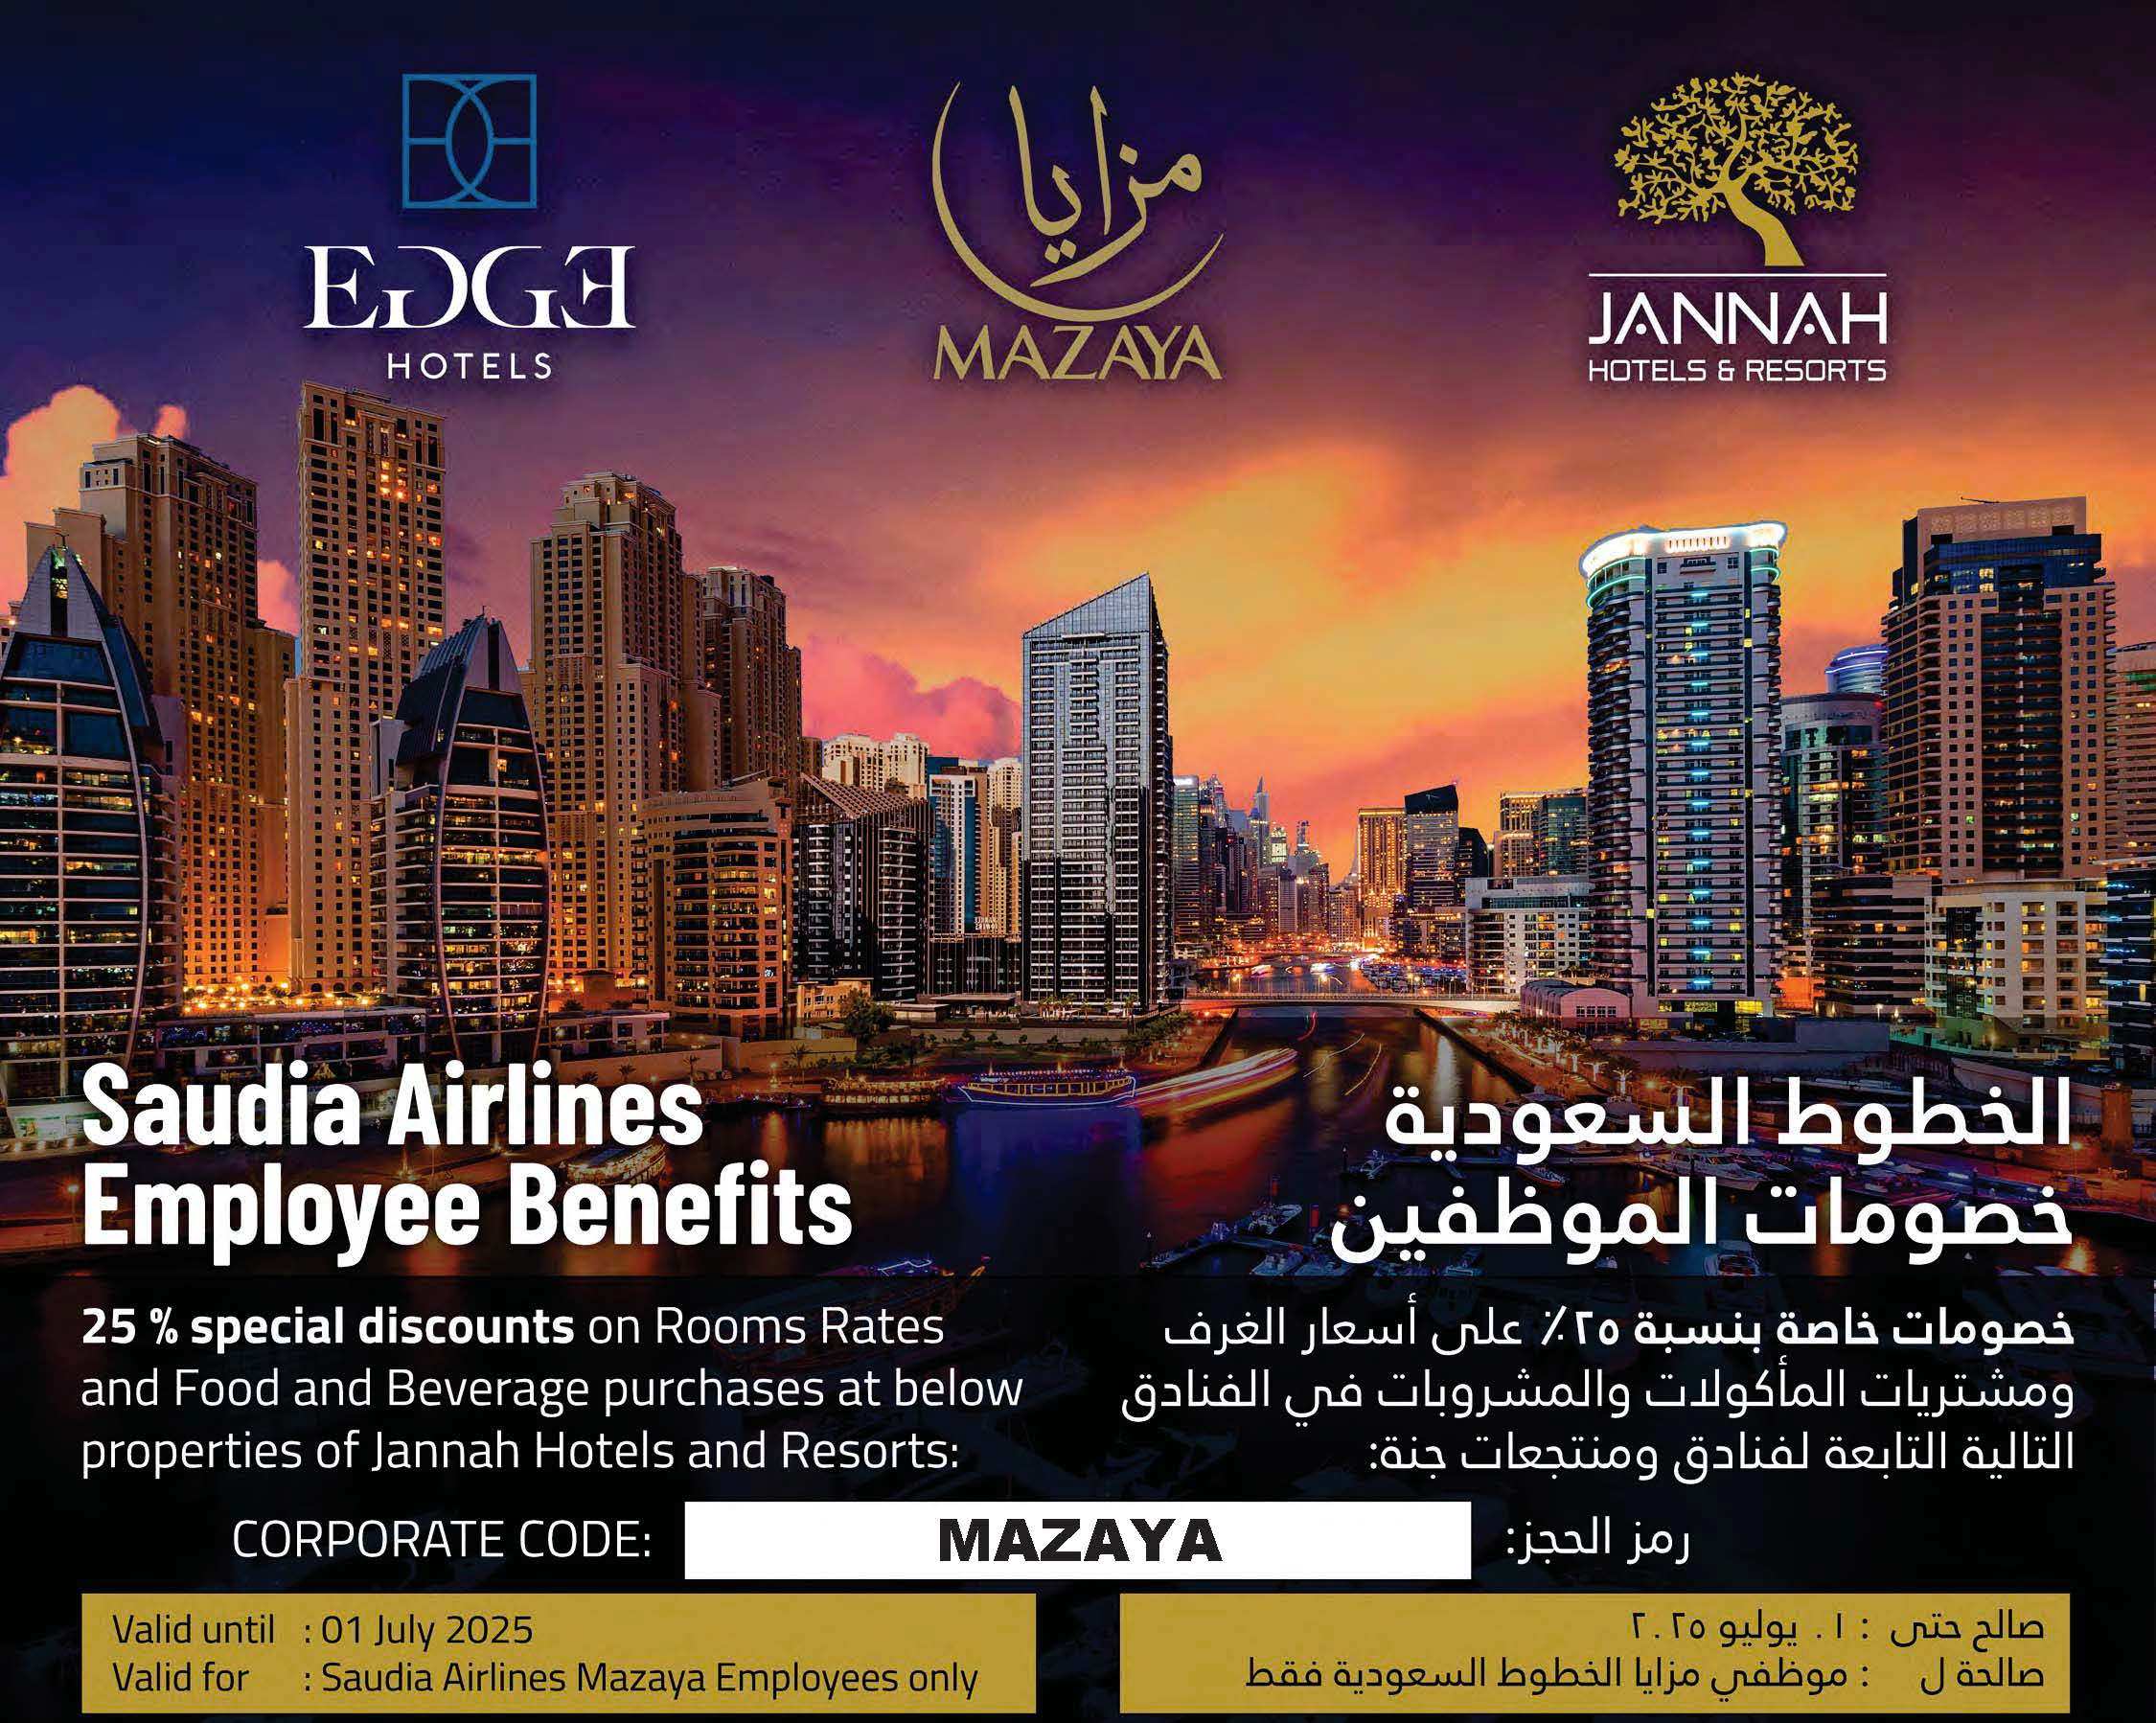 EDGE
HOTELS
مزايا
MAZAYA
JANNAH
HOTELS & RESORTS
Saudia Airlines
Employee Benefits
25 % special discounts on Rooms Rates
and Food and Beverage purchases at below
properties of Jannah Hotels and Resorts:
الخطوط السعودية
خصومات الموظفين
خصومات خاصة بنسبة ٢٥٪ على أسعار الغرف
ومشتريات المأكولات والمشروبات في الفنادق
التالية التابعة لفنادق ومنتجعات جنة:
CORPORATE CODE:
MAZAYA
رمز الحجز:
Valid until : 01 July 2025
Valid for : Saudia Airlines Mazaya Employees only
صالح حتى : ٠١ يوليو ٢٠٢٥
صالحة ل : موظفي مزايا الخطوط السعودية فقط